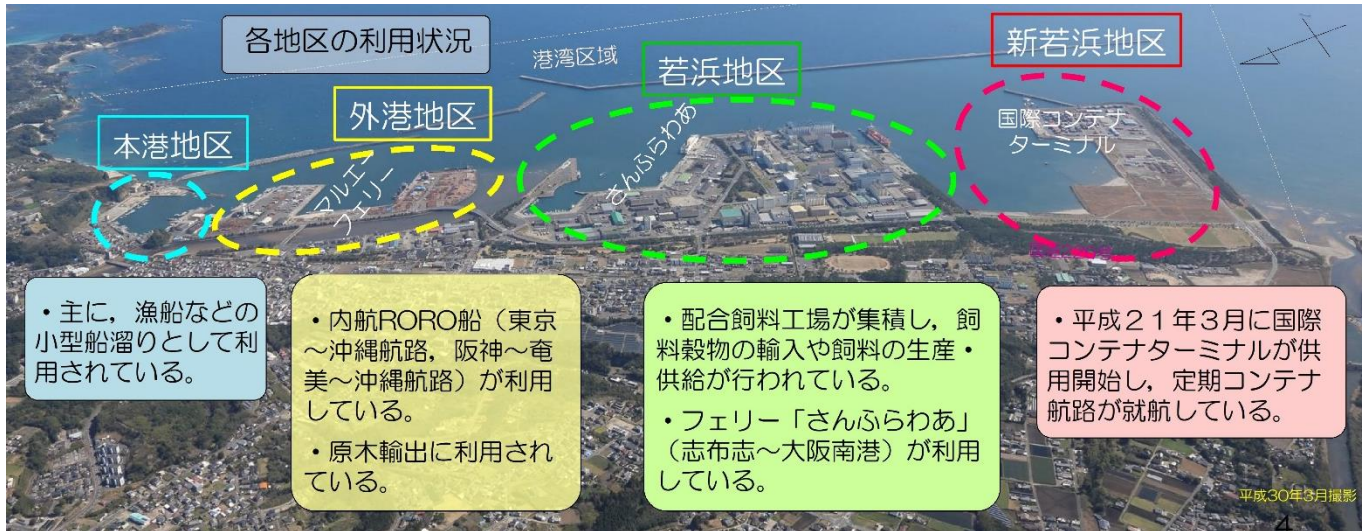 各地区の利用状況
港湾区域
新若浜地区
若浜地区
外港地区
本港地区
国際コンテナ
ターミナル
さんふらわあ
マルエフ
フェリー
・主に，漁船などの
小型船溜りとして利
用されている。
・内航RORO船（東京
～沖縄航路，阪神～奄
美～沖縄航路）が利用
している。
・原木輸出に利用され
ている。
・配合飼料工場が集積し，飼
料穀物の輸入や飼料の生産・
供給が行われている。
・フェリー「さんふらわあ」
（志布志～大阪南港）が利用
している。
・平成２１年３月に国際
コンテナターミナルが供
用開始し，定期コンテナ
航路が就航している。
平成30年3月撮影
4